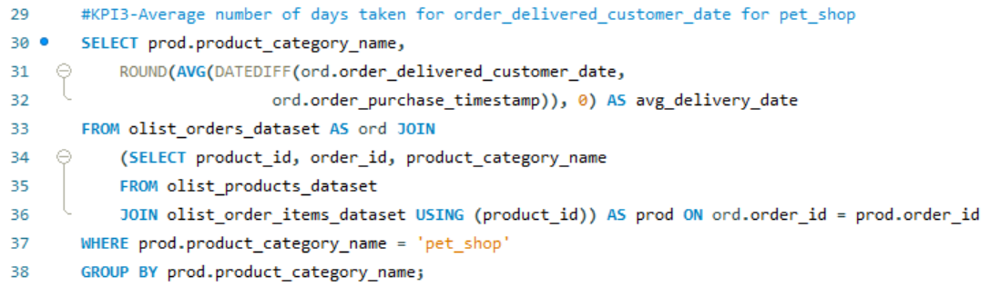 29 #KPI3-Average number of days taken for order_delivered_customer_date for pet_shop
30 SELECT prod.product_category_name,
31 ROUND(AVG(DATEDIFF(ord.order_delivered_customer_date,
32 ord.order_purchase_timestamp)), 0) AS avg_delivery_date
33 FROM olist_orders_dataset AS ord JOIN
34 (SELECT product_id, order_id, product_category_name
35 FROM olist_products_dataset
36 JOIN olist_order_items_dataset USING (product_id)) AS prod ON ord.order_id = prod.order_id
37 WHERE prod.product_category_name = 'pet_shop'
38 GROUP BY prod.product_category_name;